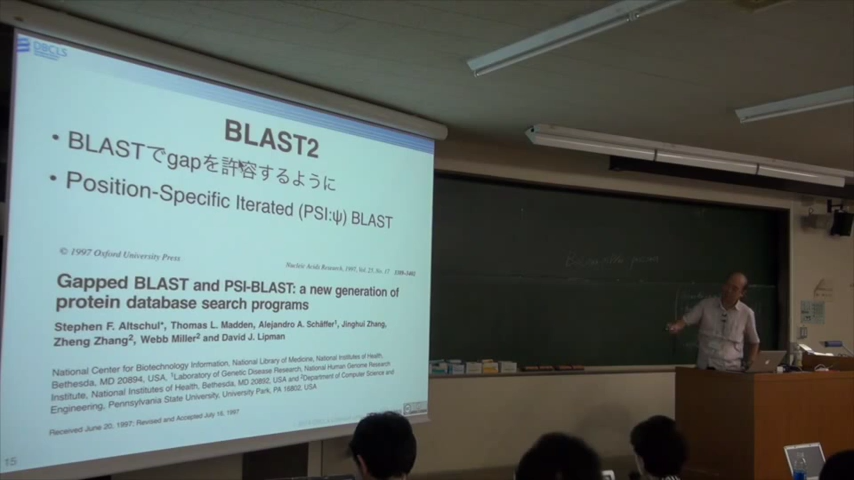 DBCLS
BLAST2
• BLASTでgapを許容するように
• Position-Specific Iterated (PSI:ψ) BLAST
© 1997 Oxford University Press
Nucleic Acids Research, 1997, Vol. 25, No. 17
Gapped BLAST and PSI-BLAST: a new generation of
protein database search programs
Stephen F. Altschul*, Thomas L. Madden, Alejandro A. Schäffer¹, Jinghui Zhang,
Zheng Zhang², Webb Miller² and David J. Lipman
National Center for Biotechnology Information, National Library of Medicine, National Institutes of Health,
Bethesda, MD 20894, USA, ¹Laboratory of Genetic Disease Research, National Human Genome Research
Institute, National Institutes of Health, Bethesda, MD 20892, USA and ²Department of Computer Science and
Engineering, Pennsylvania State University, University Park, PA 16802, USA
Received June 20, 1997; Revised and Accepted July 16, 1997
15